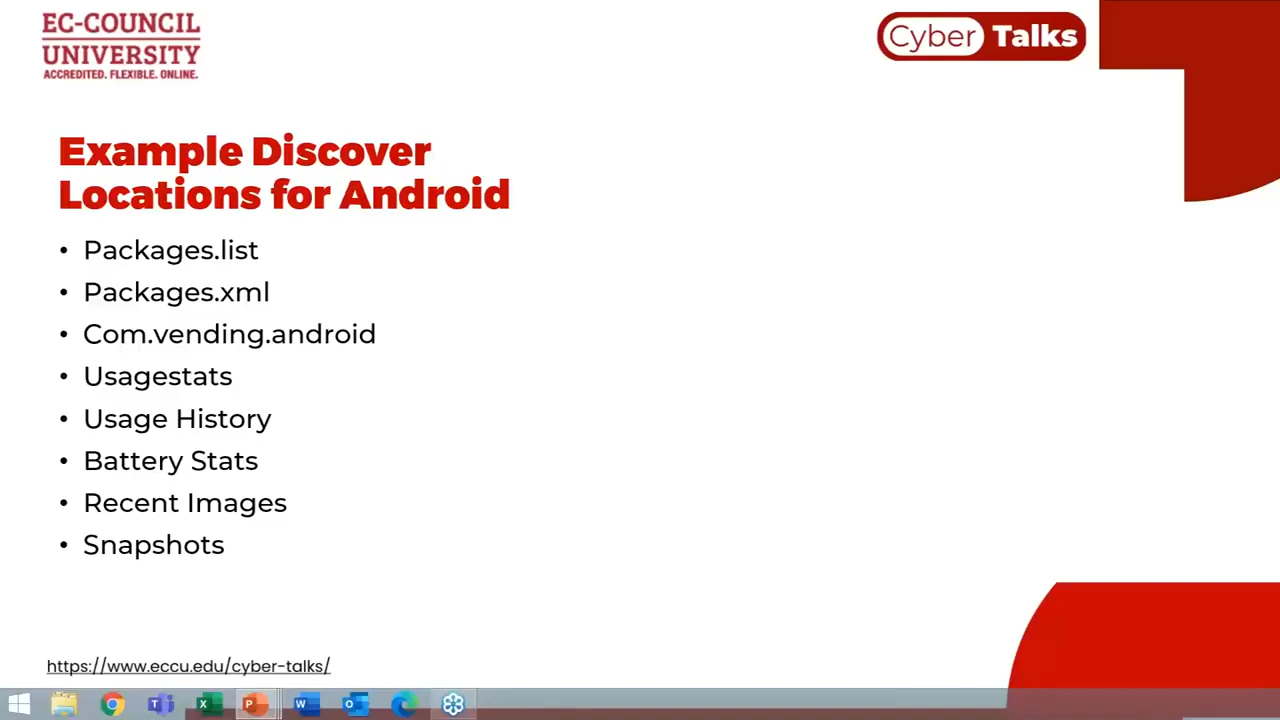 EC-COUNCIL
UNIVERSITY
ACCREDITED. FLEXIBLE. ONLINE.
Cyber Talks
Example Discover
Locations for Android
• Packages.list
• Packages.xml
• Com.vending.android
• Usagestats
• Usage History
• Battery Stats
• Recent Images
• Snapshots
https://www.eccu.edu/cyber-talks/